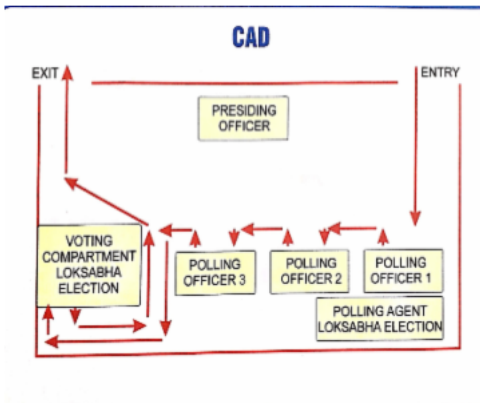 CAD
EXIT
ENTRY
PRESIDING
OFFICER
VOTING
COMPARTMENT
LOKSABHA
ELECTION
POLLING
OFFICER 3
POLLING
OFFICER 2
POLLING
OFFICER 1
POLLING AGENT
LOKSABHA ELECTION